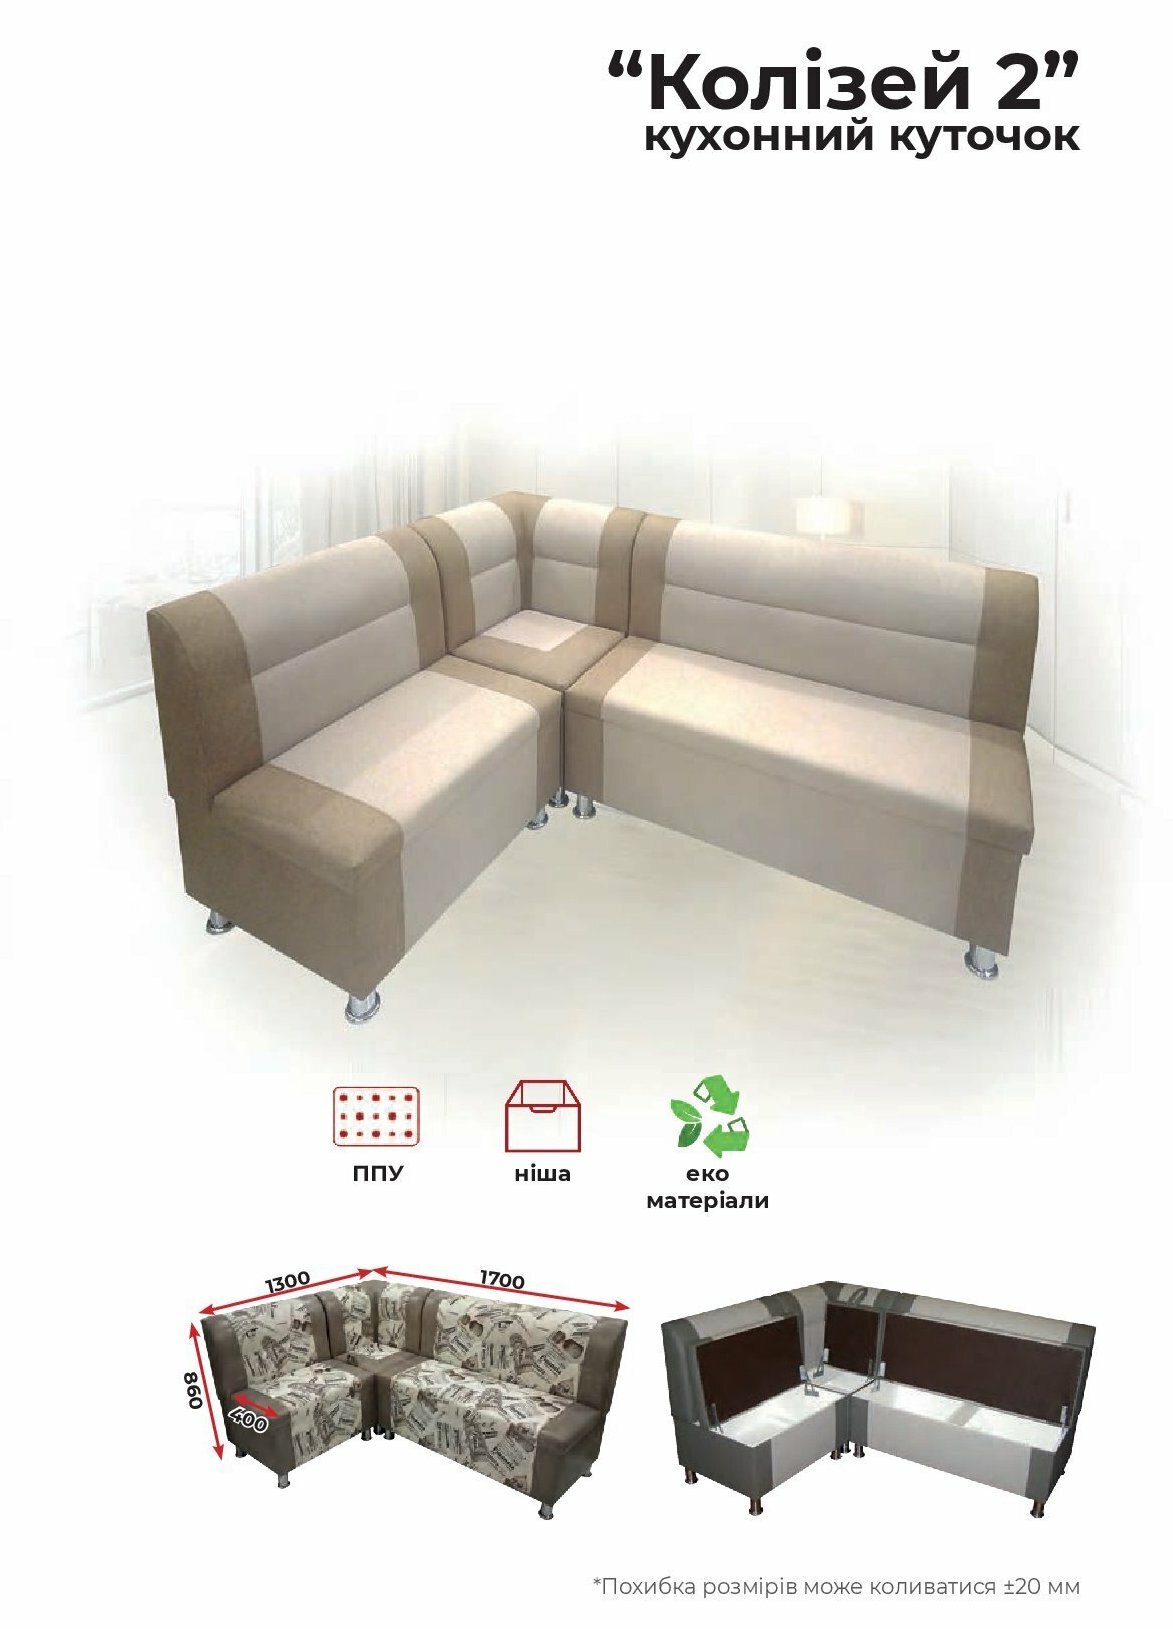 “Колізей 2”
кухонний куточок
ППУ
ніша
еко
матеріали
1300
1700
860
400
*Похибка розмірів може коливатися ±20 мм